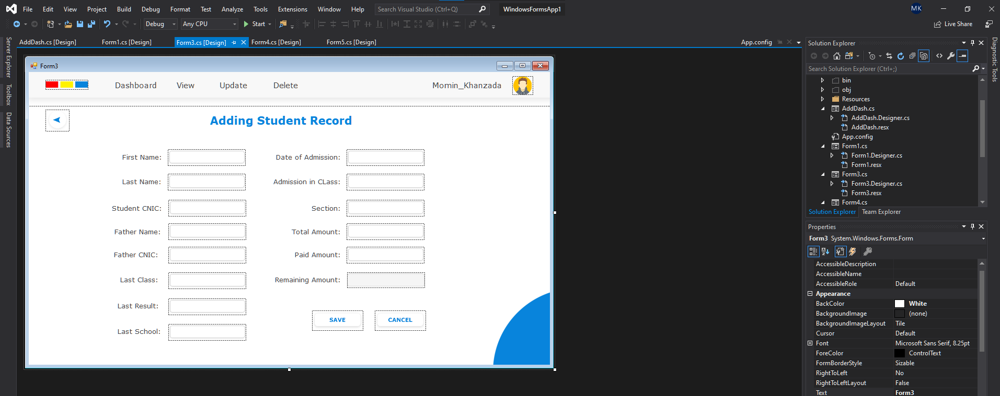 File Edit View Project Build Debug Format Test Analyze Tools Extensions Window Help Search Visual Studio (Ctrl+Q) WindowsFormsApp1 MK
Debug Any CPU Start Live Share
Server Explorer
Toolbox
Data Sources
AddDash.cs [Design] Form1.cs [Design] Form3.cs [Design] Form4.cs [Design] Form5.cs [Design] App.config
Form3
Dashboard View Update Delete Momin_Khanzada
Adding Student Record
First Name: Date of Admission:
Last Name: Admission in CLass:
Student CNIC: Section:
Father Name: Total Amount:
Father CNIC: Paid Amount:
Last Class: Remaining Amount:
Last Result:
SAVE CANCEL
Last School:
Solution Explorer
Search Solution Explorer (Ctrl+;)
bin
obj
Resources
AddDash.cs
AddDash.Designer.cs
AddDash.resx
App.config
Form1.cs
Form1.Designer.cs
Form1.resx
Form3.cs
Form3.Designer.cs
Form3.resx
Form4.cs
Solution Explorer Team Explorer
Properties
Form3 System.Windows.Forms.Form
AccessibleDescription
AccessibleName
AccessibleRole Default
Appearance
BackColor White
BackgroundImage (none)
BackgroundImageLayout Tile
Cursor Default
Font Microsoft Sans Serif, 8.25pt
ForeColor ControlText
FormBorderStyle Sizable
RightToLeft No
RightToLeftLayout False
Text Form3
Diagnostic Tools